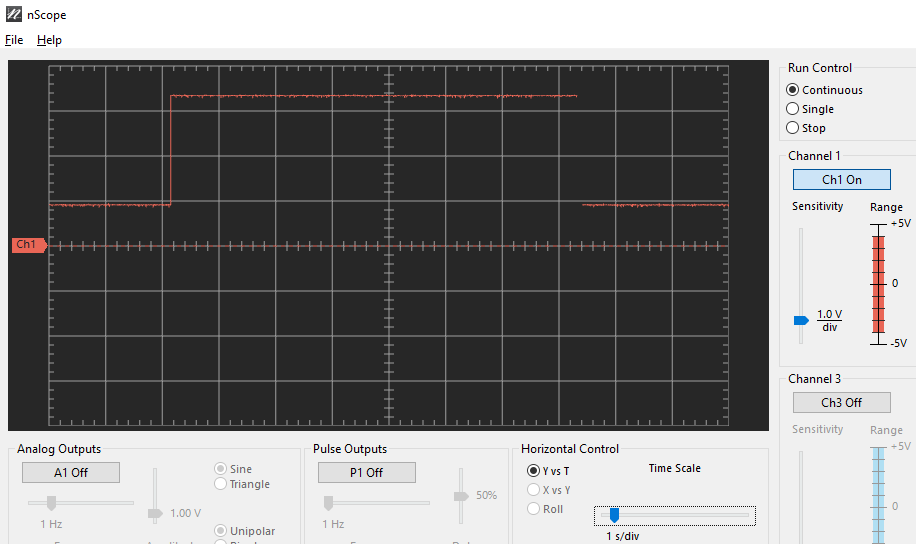 nScope
File Help
Run Control
Continuous
Single
Stop
Channel 1
Ch1 On
Sensitivity Range
+5V
0
1.0 V
div
-5V
Ch1
Channel 3
Ch3 Off
Sensitivity Range
+5V
0
Analog Outputs
A1 Off
Sine
Triangle
1.00 V
1 Hz
Unipolar
Pulse Outputs
P1 Off
50%
1 Hz
Horizontal Control
Y vs T
X vs Y
Roll
Time Scale
1 s/div